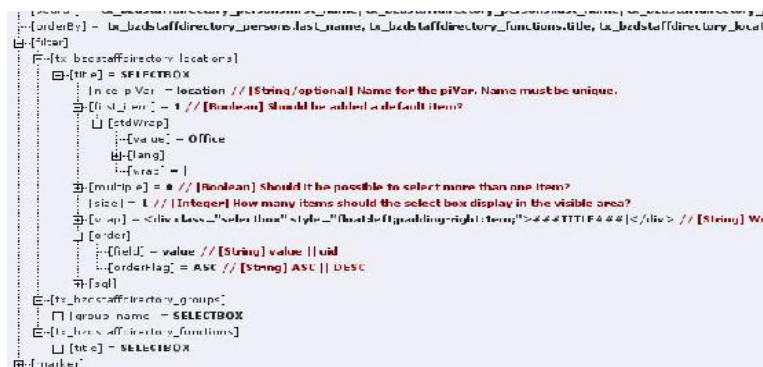 [orderBy] = tx_bzdstaffdirectory_persons.last_name, tx_bzdstaffdirectory_functions.title, tx_bzdstaffdirectory_locat
[filter]
[tx_bzdstaffdirectory_locations]
[title] = SELECTBOX
[nice_piVar] = location // [String/optional] Name for the piVar. Name must be unique.
[first_item] = 1 // [Boolean] Should be added a default item?
[stdWrap]
[value] = Office
[lang]
[wrap] = |
[multiple] = 0 // [Boolean] Should it be possible to select more than one item?
[size] = 1 // [Integer] How many items should the select box display in the visible area?
[wrap] = <div class="selectbox" style="float:left;padding-right:1em;">###TITLE###|</div> // [String] W
[order]
[field] = value // [String] value || uid
[orderFlag] = ASC // [String] ASC || DESC
[sql]
[tx_bzdstaffdirectory_groups]
[group_name] = SELECTBOX
[tx_bzdstaffdirectory_functions]
[title] = SELECTBOX
[marker]